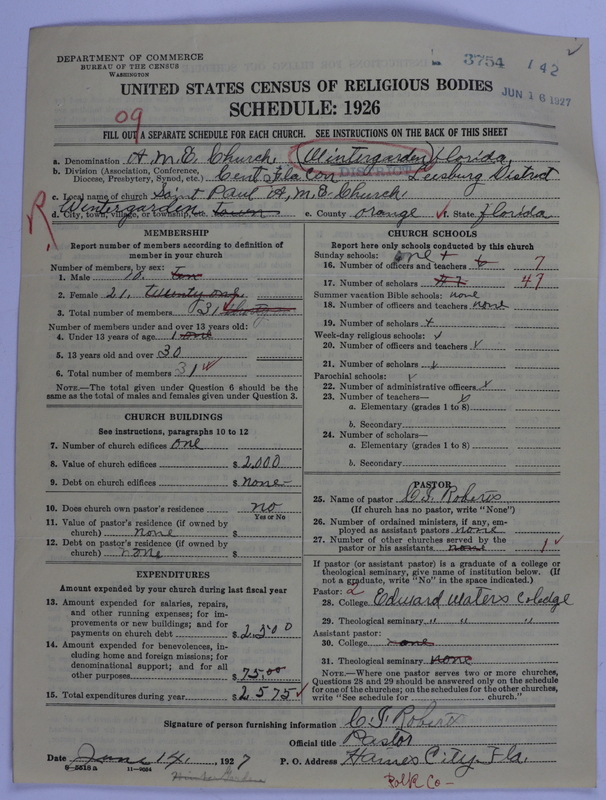 DEPARTMENT OF COMMERCE
BUREAU OF THE CENSUS
WASHINGTON
3754 142
JUN 16 1927
UNITED STATES CENSUS OF RELIGIOUS BODIES
SCHEDULE: 1926
09
FILL OUT A SEPARATE SCHEDULE FOR EACH CHURCH. SEE INSTRUCTIONS ON THE BACK OF THIS SHEET
a. Denomination A. M. E. Church. Wintergarden, florida
b. Division (Association, Conference, Diocese, Presbytery, Synod, etc.) Cent Fla Con DISTRICT Leesburg District
c. Local name of church Saint Paul A. M. E. Church.
d. City, town, village, or township, etc. Wintergarden town e. County orange f. State florida
R.
MEMBERSHIP
Report number of members according to definition of
member in your church
Number of members by sex:
1. Male 10. Ten
2. Female 21. Twenty one
3. Total number of members 31
Number of members under and over 13 years old:
4. Under 13 years of age 1 one
5. 13 years old and over 30
6. Total number of members 31
NOTE.—The total given under Question 6 should be the
same as the total of males and females given under Question 3.
CHURCH BUILDINGS
See instructions, paragraphs 10 to 12
7. Number of church edifices one
8. Value of church edifices $ 2,000
9. Debt on church edifices $ None
10. Does church own pastor's residence no
Yes or No
11. Value of pastor's residence (if owned by
church) none $
12. Debt on pastor's residence (if owned by
church) none $
EXPENDITURES
Amount expended by your church during last fiscal year
13. Amount expended for salaries, repairs,
and other running expenses; for im-
provements or new buildings; and for
payments on church debt $ 2500
14. Amount expended for benevolences, in-
cluding home and foreign missions; for
denominational support; and for all
other purposes $ 75.00
15. Total expenditures during year $ 2575
CHURCH SCHOOLS
Report here only schools conducted by this church
Sunday schools: one +
16. Number of officers and teachers 7
17. Number of scholars 47
Summer vacation Bible schools: none
18. Number of officers and teachers none
19. Number of scholars
Week-day religious schools:
20. Number of officers and teachers
21. Number of scholars
Parochial schools:
22. Number of administrative officers
23. Number of teachers—
a. Elementary (grades 1 to 8)
b. Secondary
24. Number of scholars—
a. Elementary (grades 1 to 8)
b. Secondary
PASTOR
25. Name of pastor Roberts
(If church has no pastor, write "None")
26. Number of ordained ministers, if any, em-
ployed as assistant pastors none
27. Number of other churches served by the
pastor or his assistants none 1
If pastor (or assistant pastor) is a graduate of a college or
theological seminary, give name of institution below. (If
not a graduate, write "No" in the space indicated.)
Pastor: 2
28. College Edward Waters Coledge
29. Theological seminary " " "
Assistant pastor:
30. College none
31. Theological seminary none
NOTE.—Where one pastor serves two or more churches,
Questions 28 and 29 should be answered only on the schedule
for one of the churches; on the schedules for the other churches,
write "See schedule for church."
Signature of person furnishing information Roberts
Official title Pastor
Date June 14. 1927 P. O. Address Haines City Fla.
8-5618a 11-9664
Winter Garden
Polk Co—